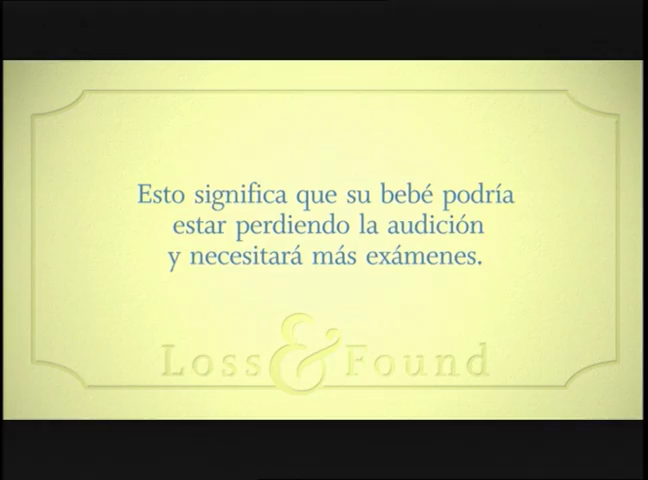 Esto significa que su bebé podría
estar perdiendo la audición
y necesitará más exámenes.
Loss & Found